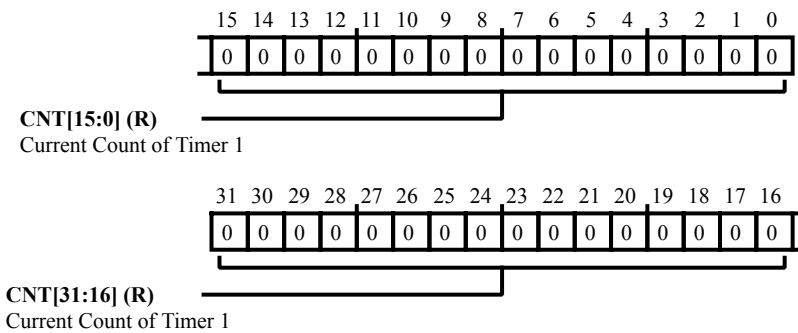 15 14 13 12 11 10 9 8 7 6 5 4 3 2 1 0
0 0 0 0 0 0 0 0 0 0 0 0 0 0 0 0
CNT[15:0] (R)
Current Count of Timer 1
31 30 29 28 27 26 25 24 23 22 21 20 19 18 17 16
0 0 0 0 0 0 0 0 0 0 0 0 0 0 0 0
CNT[31:16] (R)
Current Count of Timer 1